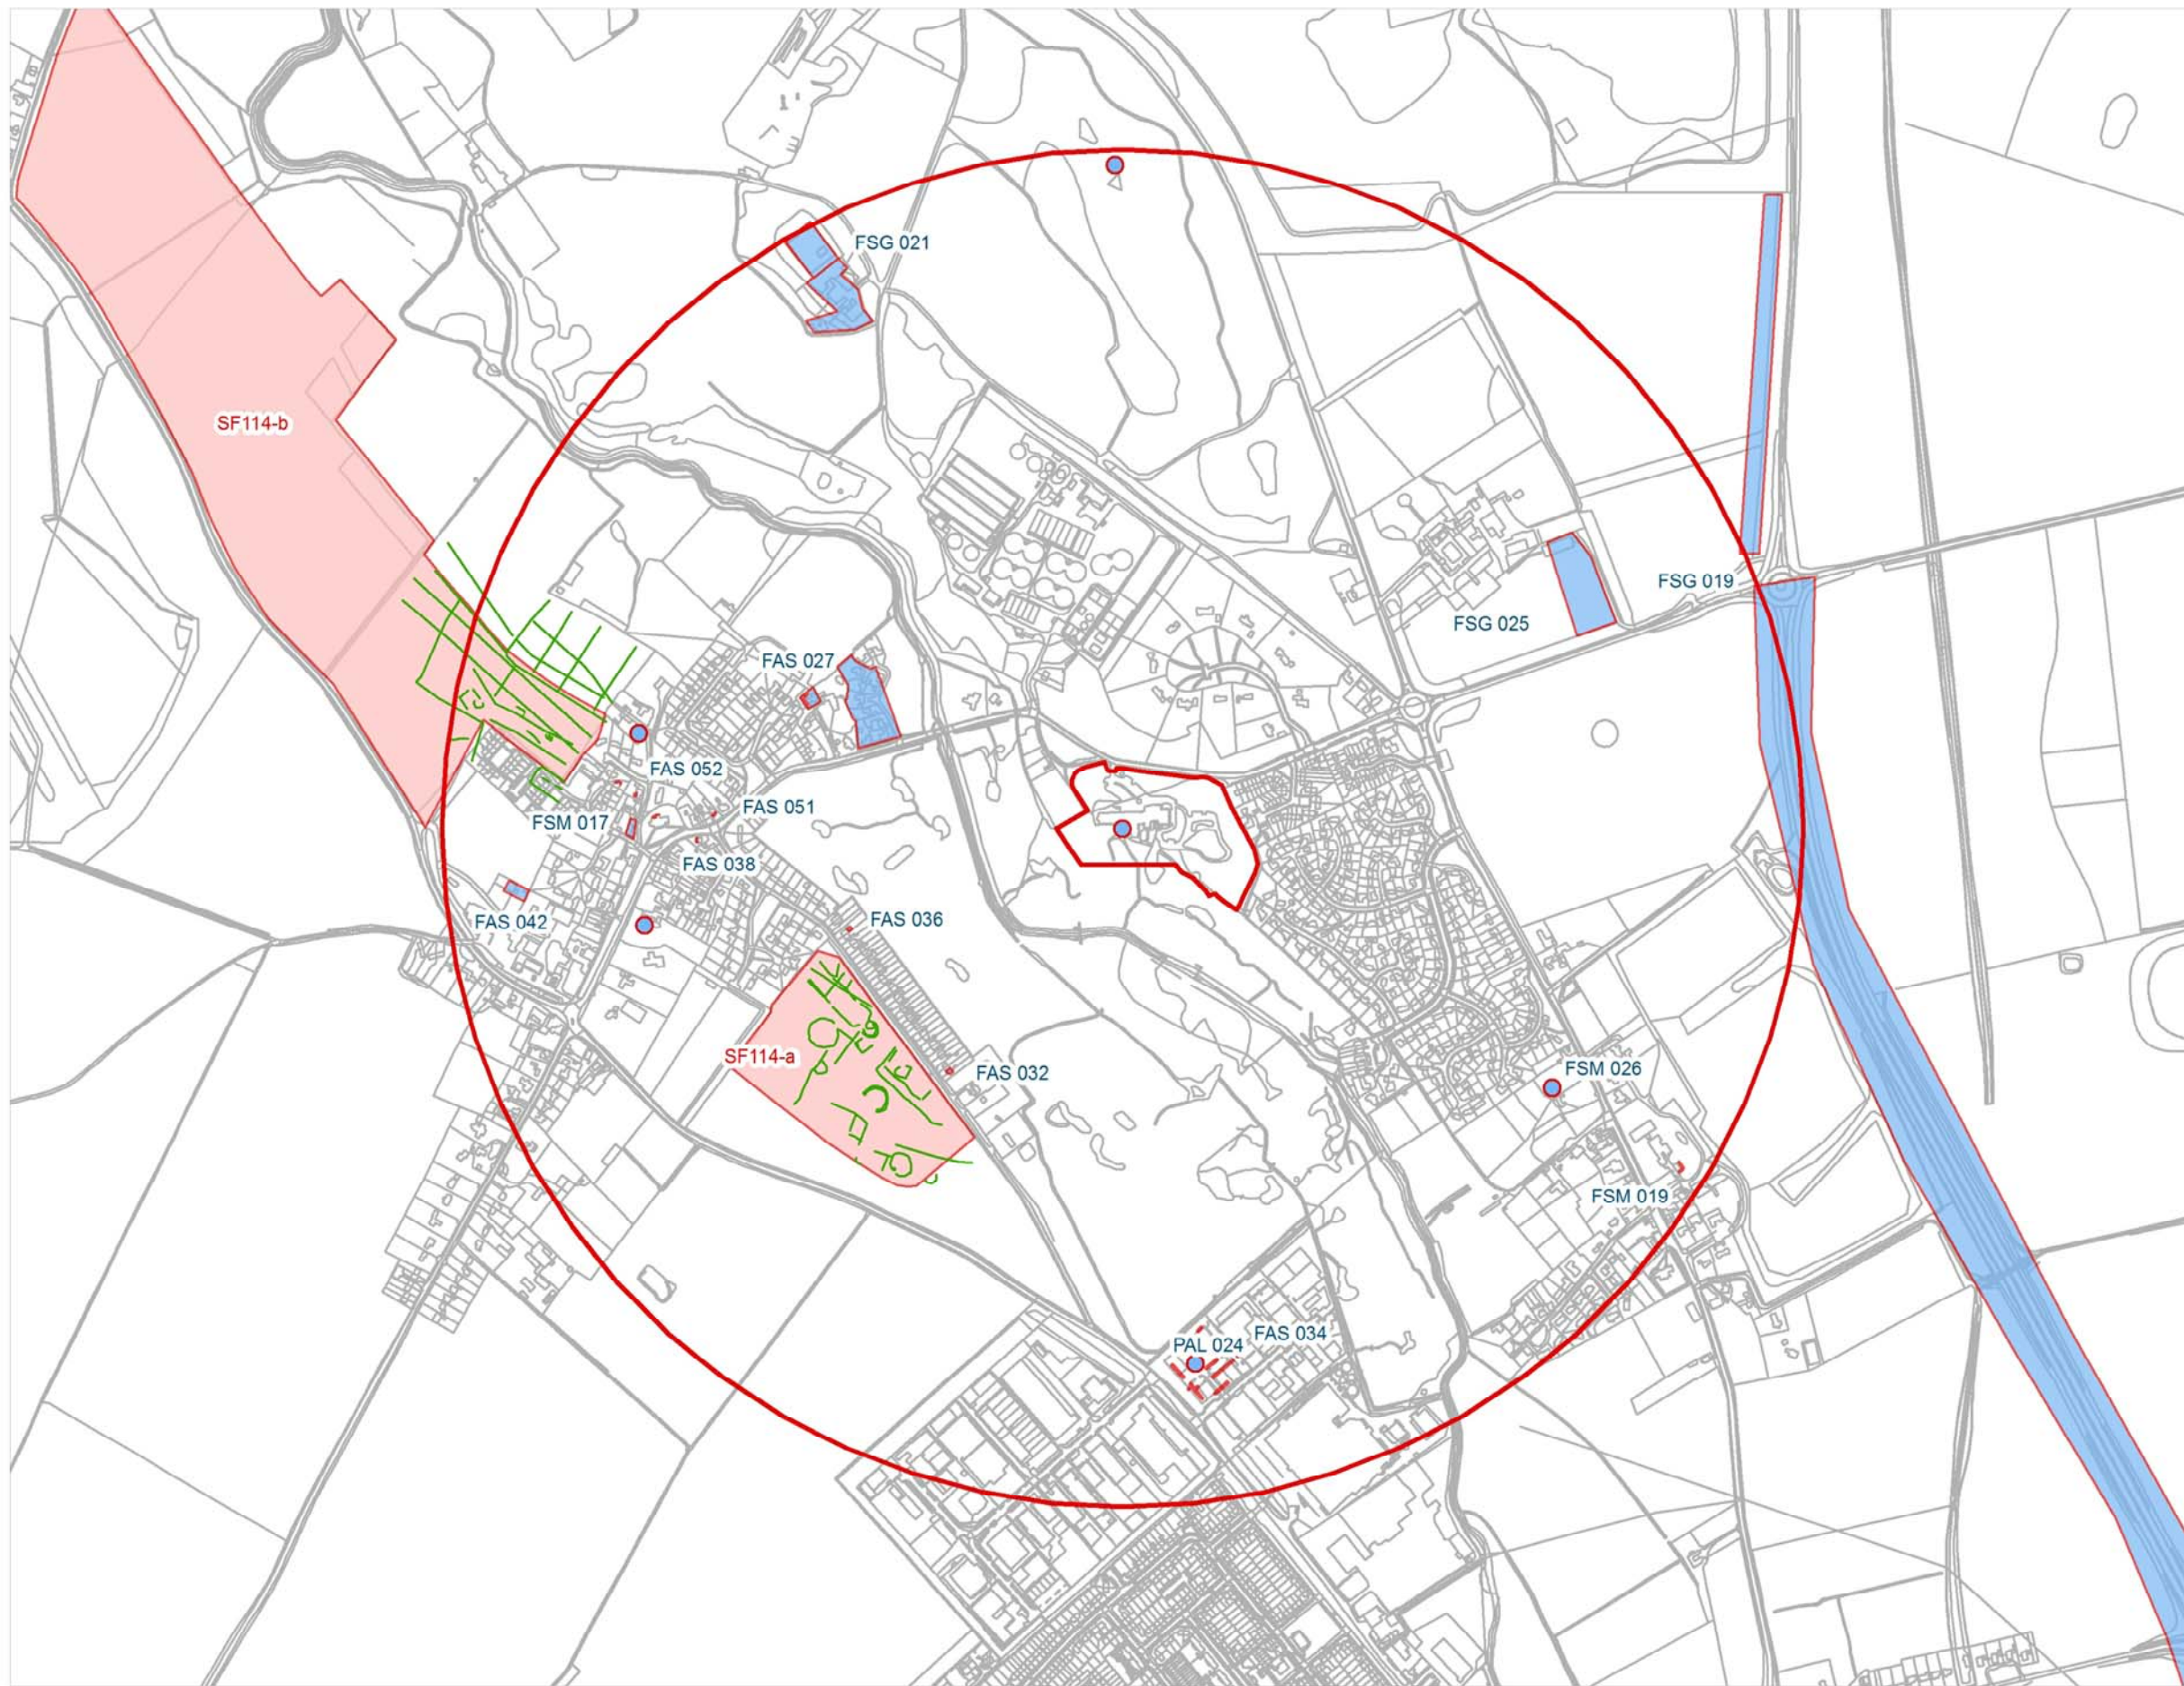 FSG 021
SF114-b
FSG 019
FSG 025
FAS 027
FAS 052
FAS 051
FSM 017
FAS 038
FAS 042
FAS 036
SF114-a
FAS 032
FSM 026
FSM 019
FAS 034
PAL 024